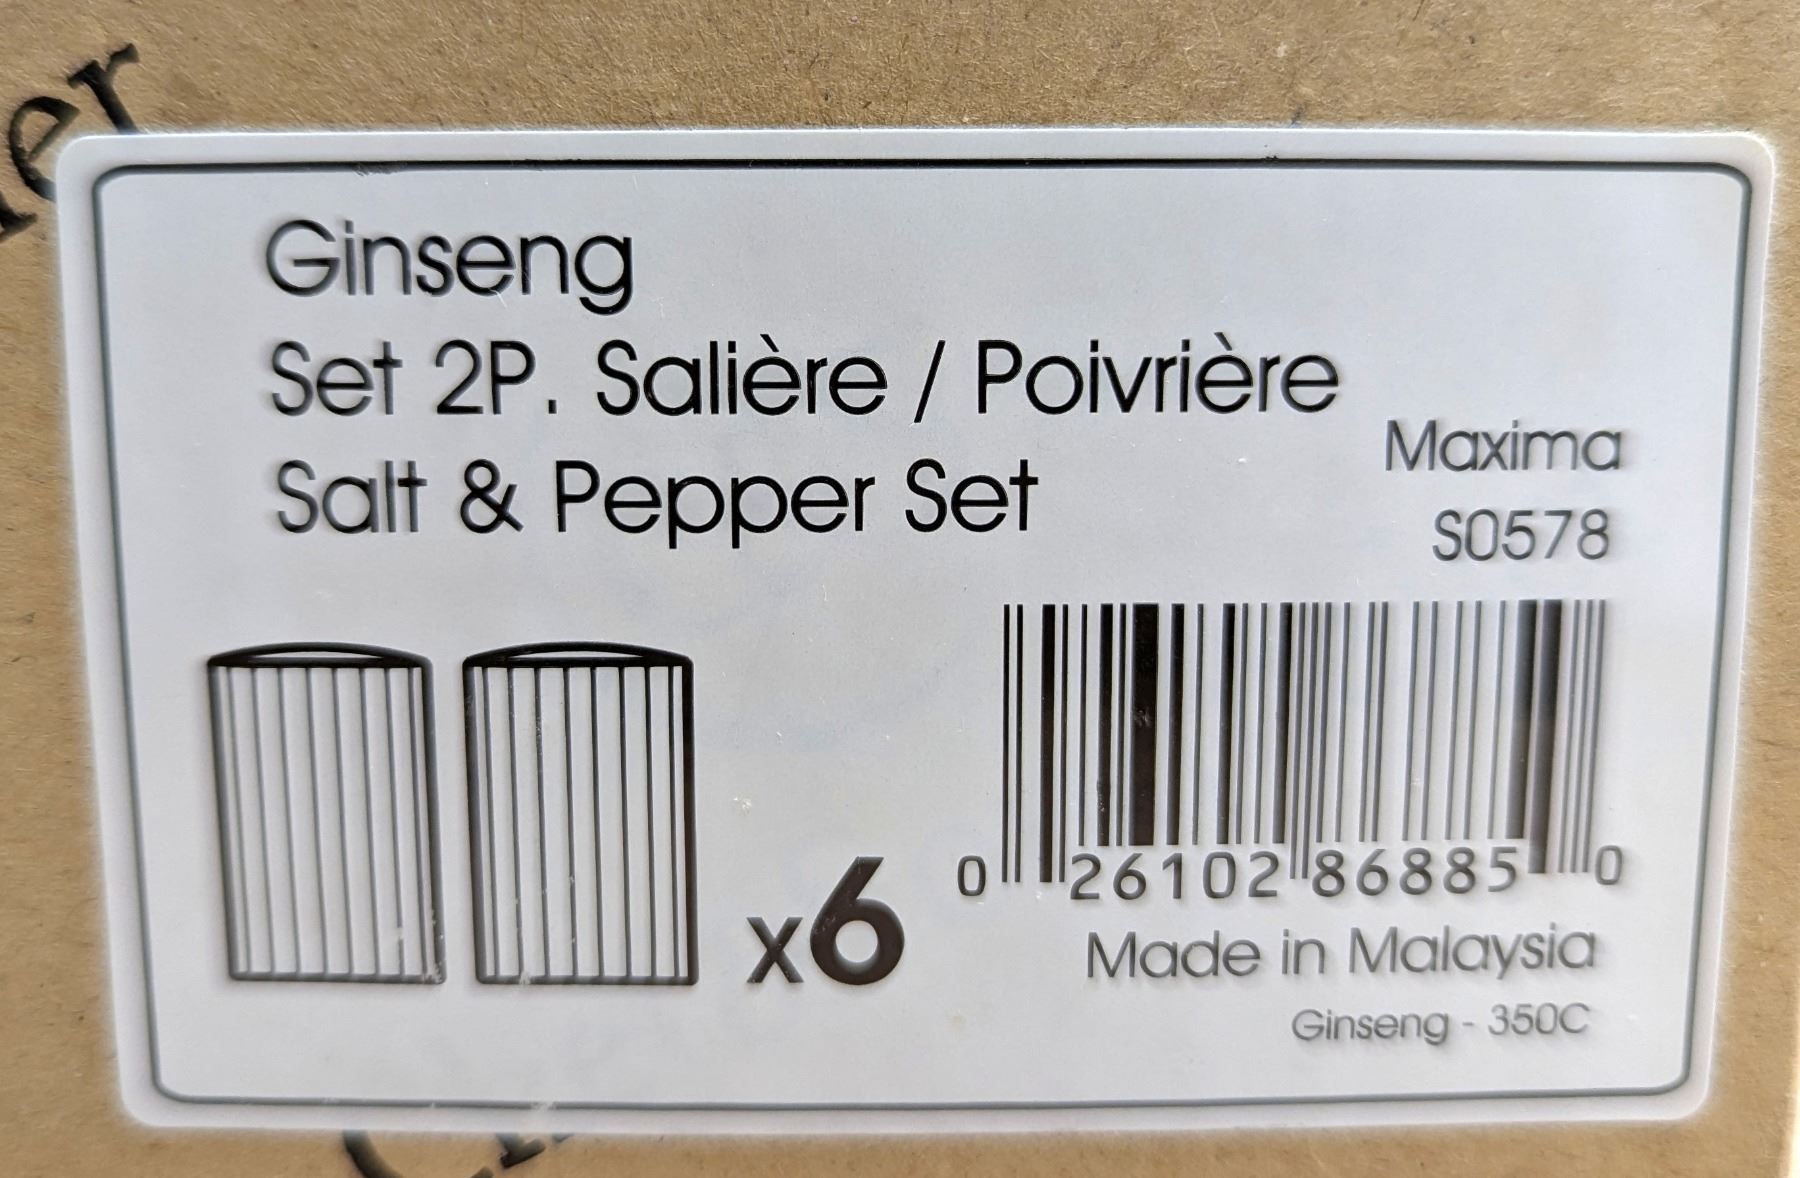 Ginseng
Set 2P. Salière / Poivrière
Salt & Pepper Set
Maxima
S0578
x6
0 26102 86885 0
Made in Malaysia
Ginseng - 350C